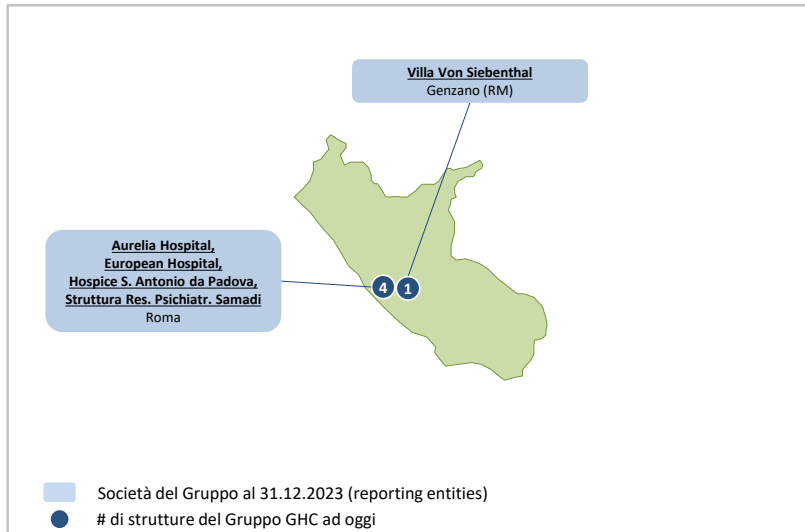 Villa Von Siebenthal
Genzano (RM)
Aurelia Hospital,
European Hospital,
Hospice S. Antonio da Padova,
Struttura Res. Psichiatr. Samadi
Roma
4
1
Società del Gruppo al 31.12.2023 (reporting entities)
# di strutture del Gruppo GHC ad oggi